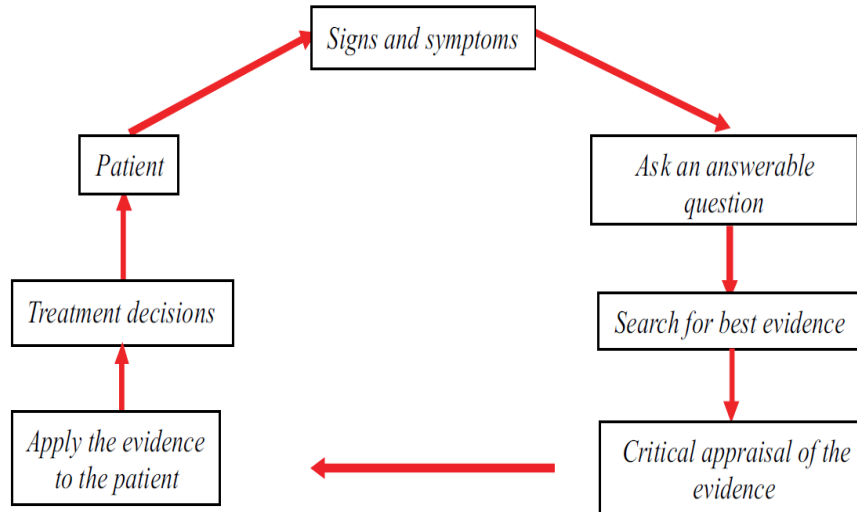 Signs and symptoms
Patient
Ask an answerable
question
Treatment decisions
Search for best evidence
Apply the evidence
to the patient
Critical appraisal of the
evidence